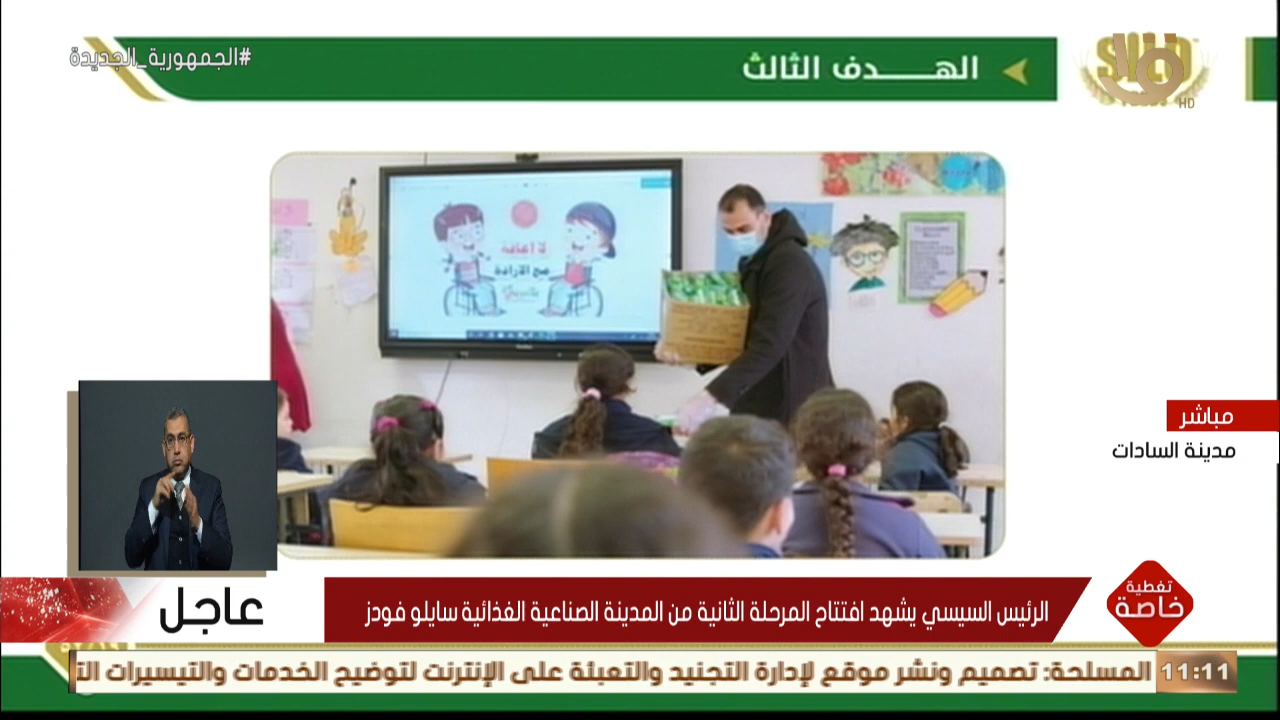 #الجمهورية_الجديدة
الهــــدف الثالث
HD
لا إعاقة
مع الإرادة
مباشر
مدينة السادات
تغطية
خاصة
عاجل
الرئيس السيسي يشهد افتتاح المرحلة الثانية من المدينة الصناعية الغذائية سايلو فودز
11:11
المسلحة: تصميم ونشر موقع لإدارة التجنيد والتعبئة على الإنترنت لتوضيح الخدمات والتيسيرات الت